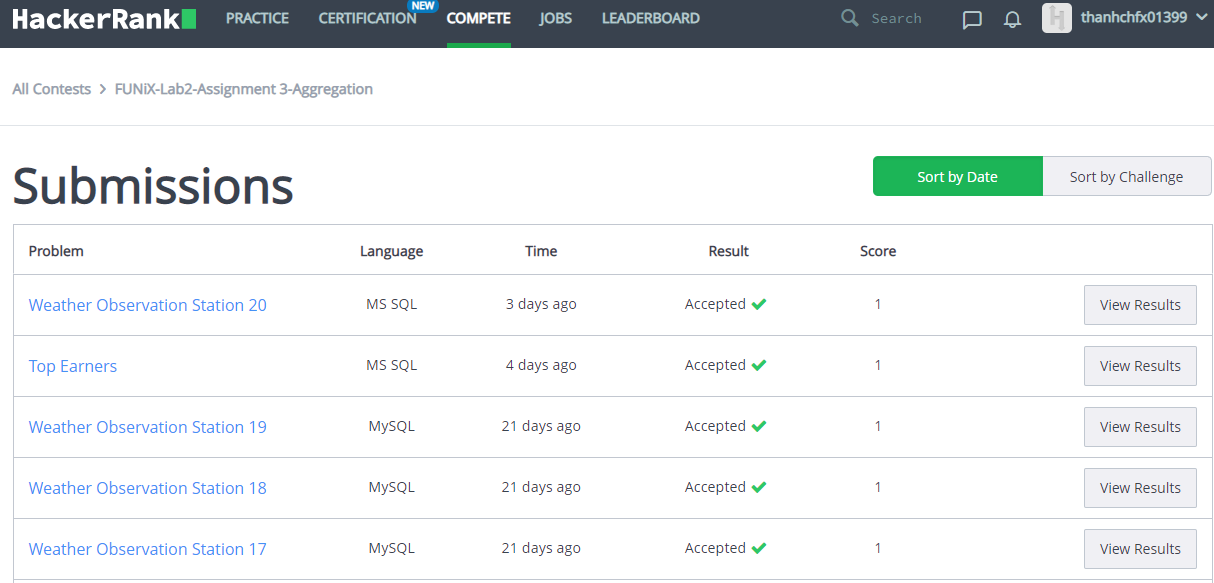 HackerRank PRACTICE CERTIFICATION NEW COMPETE JOBS LEADERBOARD Search thanhchfx01399
All Contests > FUNiX-Lab2-Assignment 3-Aggregation
Submissions Sort by Date Sort by Challenge
Problem Language Time Result Score
Weather Observation Station 20 MS SQL 3 days ago Accepted 1 View Results
Top Earners MS SQL 4 days ago Accepted 1 View Results
Weather Observation Station 19 MySQL 21 days ago Accepted 1 View Results
Weather Observation Station 18 MySQL 21 days ago Accepted 1 View Results
Weather Observation Station 17 MySQL 21 days ago Accepted 1 View Results